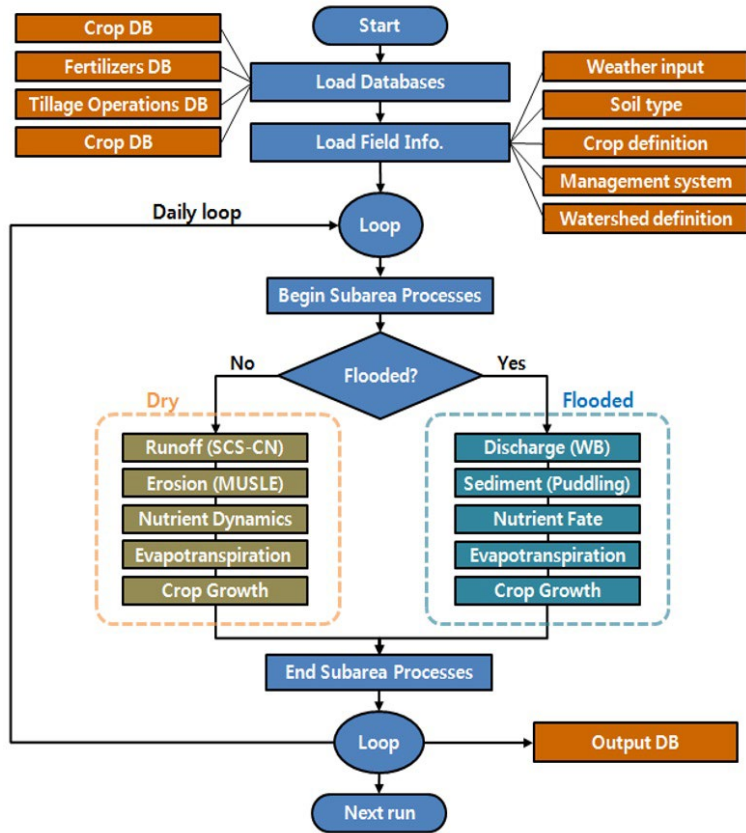 Crop DB
Fertilizers DB
Tillage Operations DB
Crop DB
Start
Load Databases
Load Field Info.
Weather input
Soil type
Crop definition
Management system
Watershed definition
Daily loop
Loop
Begin Subarea Processes
Flooded?
No
Yes
Dry
Runoff (SCS-CN)
Erosion (MUSLE)
Nutrient Dynamics
Evapotranspiration
Crop Growth
Flooded
Discharge (WB)
Sediment (Puddling)
Nutrient Fate
Evapotranspiration
Crop Growth
End Subarea Processes
Loop
Output DB
Next run